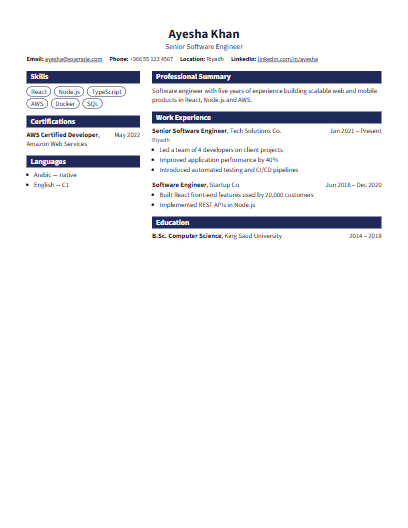 Ayesha Khan
Senior Software Engineer
Email: ayesha@example.com Phone: +966 55 123 4567 Location: Riyadh LinkedIn: linkedin.com/in/ayesha
Skills
React Node.js TypeScript
AWS Docker SQL
Certifications
AWS Certified Developer, May 2022
Amazon Web Services
Languages
• Arabic — native
• English — C1
Professional Summary
Software engineer with five years of experience building scalable web and mobile
products in React, Node.js and AWS.
Work Experience
Senior Software Engineer, Tech Solutions Co. Jan 2021 – Present
Riyadh
• Led a team of 4 developers on client projects
• Improved application performance by 40%
• Introduced automated testing and CI/CD pipelines
Software Engineer, Startup Co Jun 2018 – Dec 2020
• Built React front-end features used by 20,000 customers
• Implemented REST APIs in Node.js
Education
B.Sc. Computer Science, King Saud University 2014 – 2018